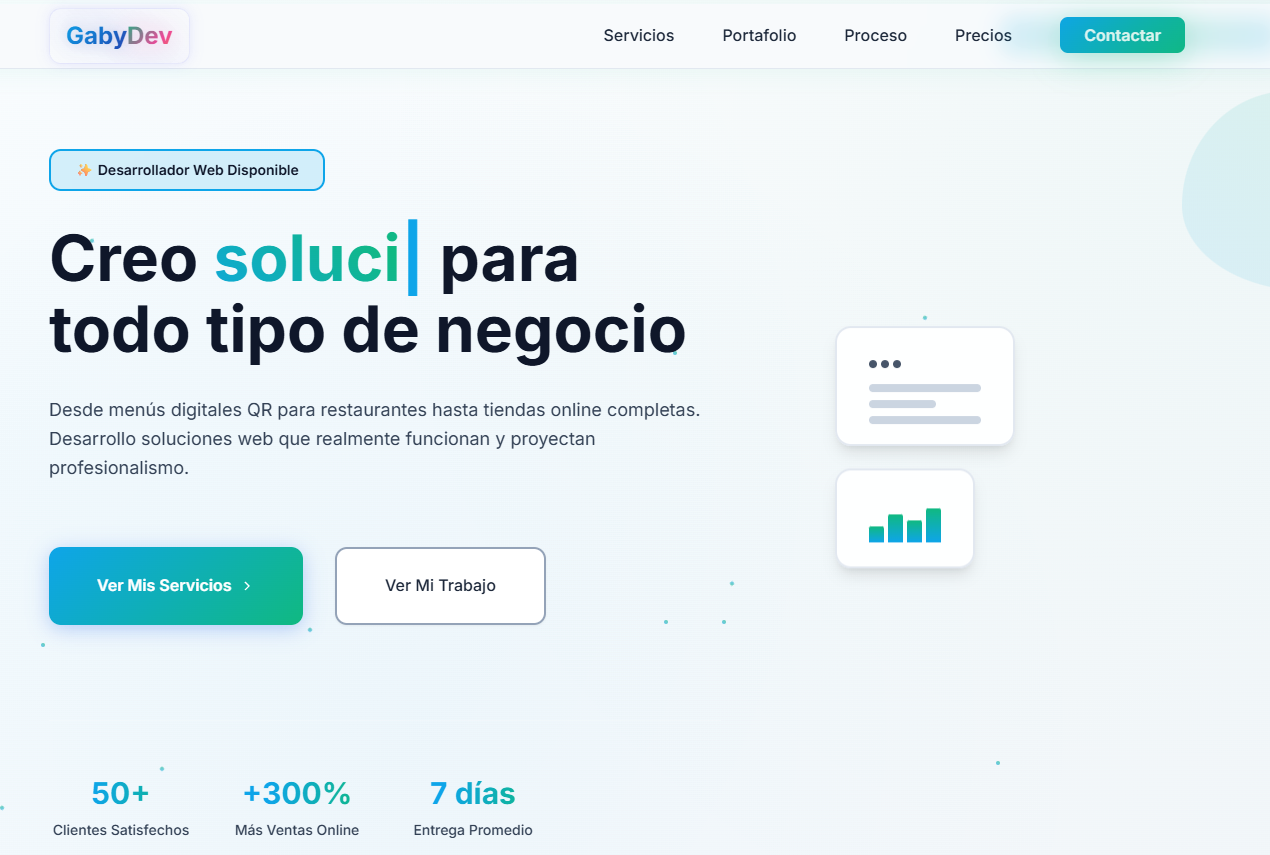 GabyDev
Servicios
Portafolio
Proceso
Precios
Contactar
✨ Desarrollador Web Disponible
Creo soluci| para
todo tipo de negocio
Desde menús digitales QR para restaurantes hasta tiendas online completas.
Desarrollo soluciones web que realmente funcionan y proyectan
profesionalismo.
Ver Mis Servicios ›
Ver Mi Trabajo
50+
Clientes Satisfechos
+300%
Más Ventas Online
7 días
Entrega Promedio